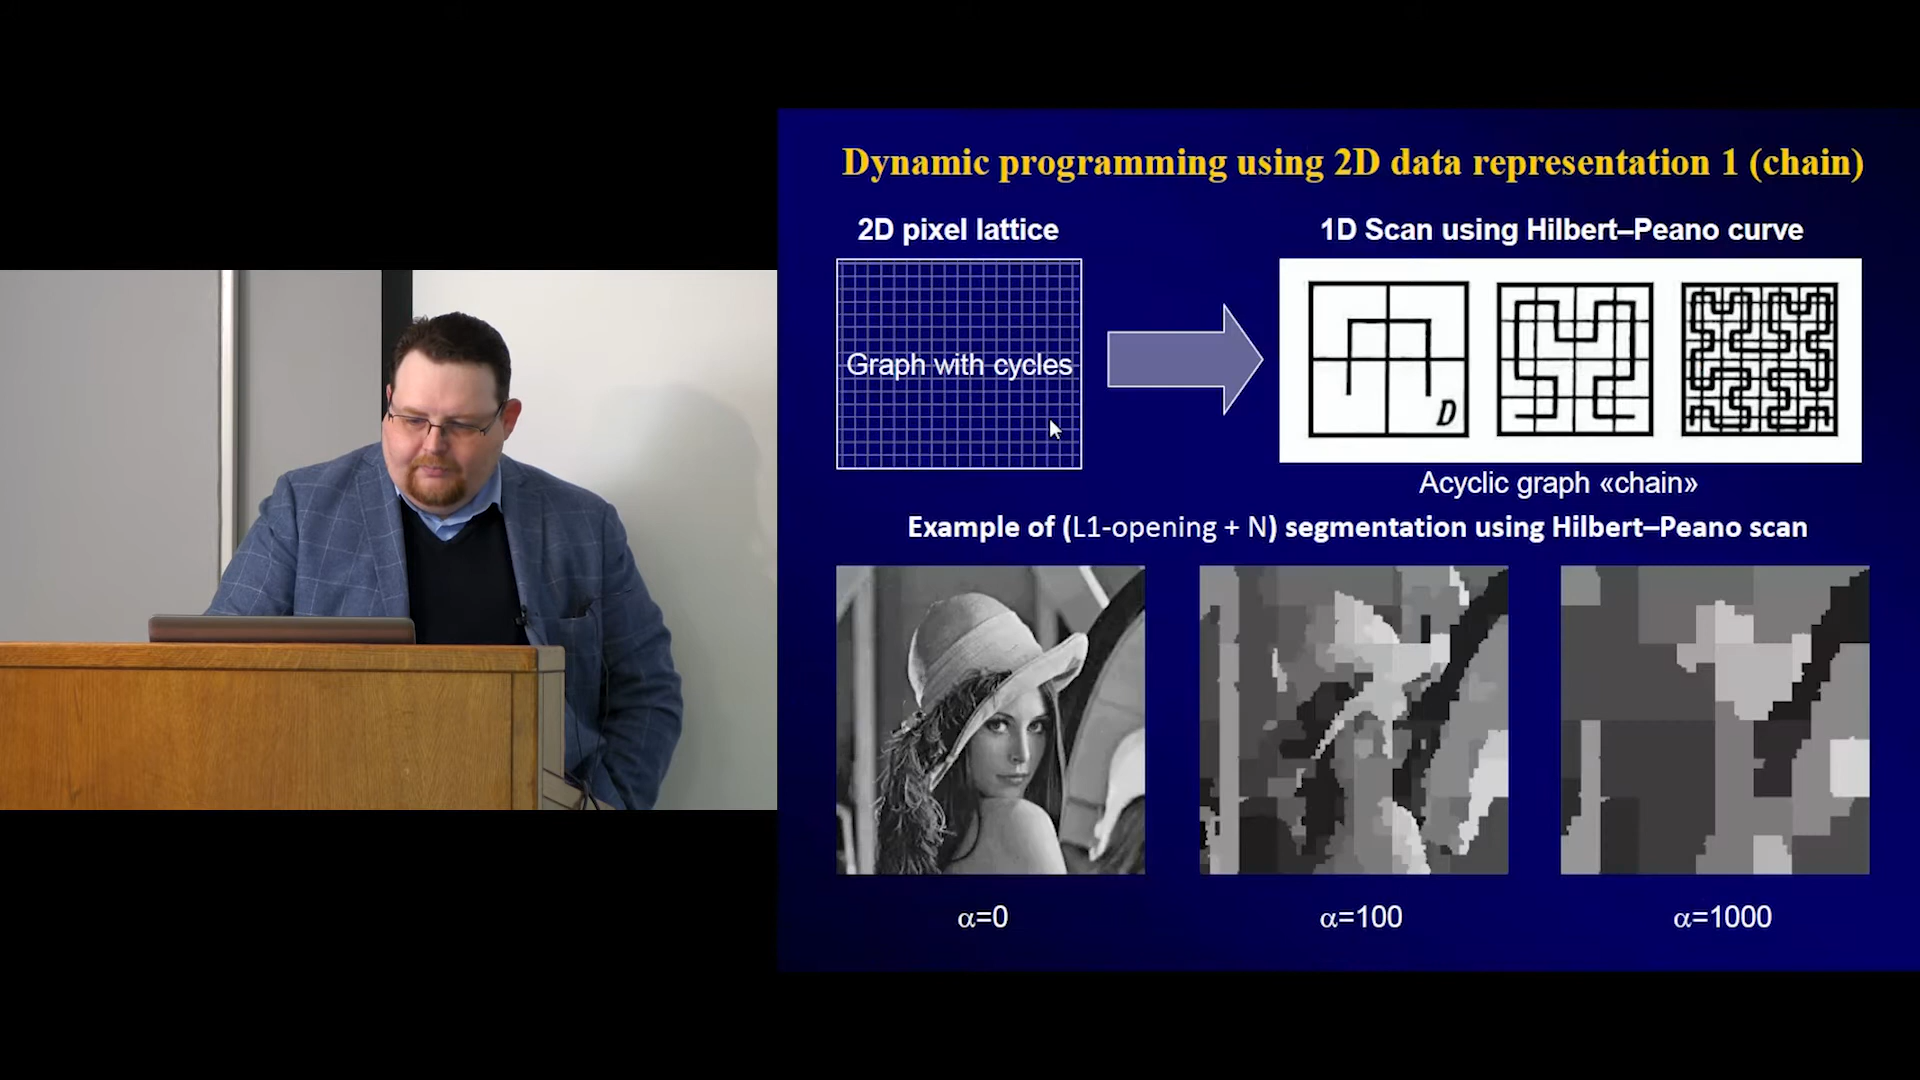 Dynamic programming using 2D data representation 1 (chain)
2D pixel lattice
1D Scan using Hilbert–Peano curve
Graph with cycles
D
Acyclic graph «chain»
Example of (L1-opening + N) segmentation using Hilbert–Peano scan
α=0
α=100
α=1000